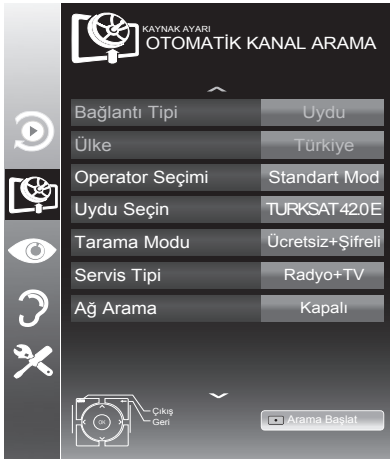 KAYNAK AYARI
OTOMATİK KANAL ARAMA
Bağlantı Tipi Uydu
Ülke Türkiye
Operator Seçimi Standart Mod
Uydu Seçin TURKSAT 42.0 E
Tarama Modu Ücretsiz+Şifreli
Servis Tipi Radyo+TV
Ağ Arama Kapalı
OK
Çıkış
Geri
Arama Başlat